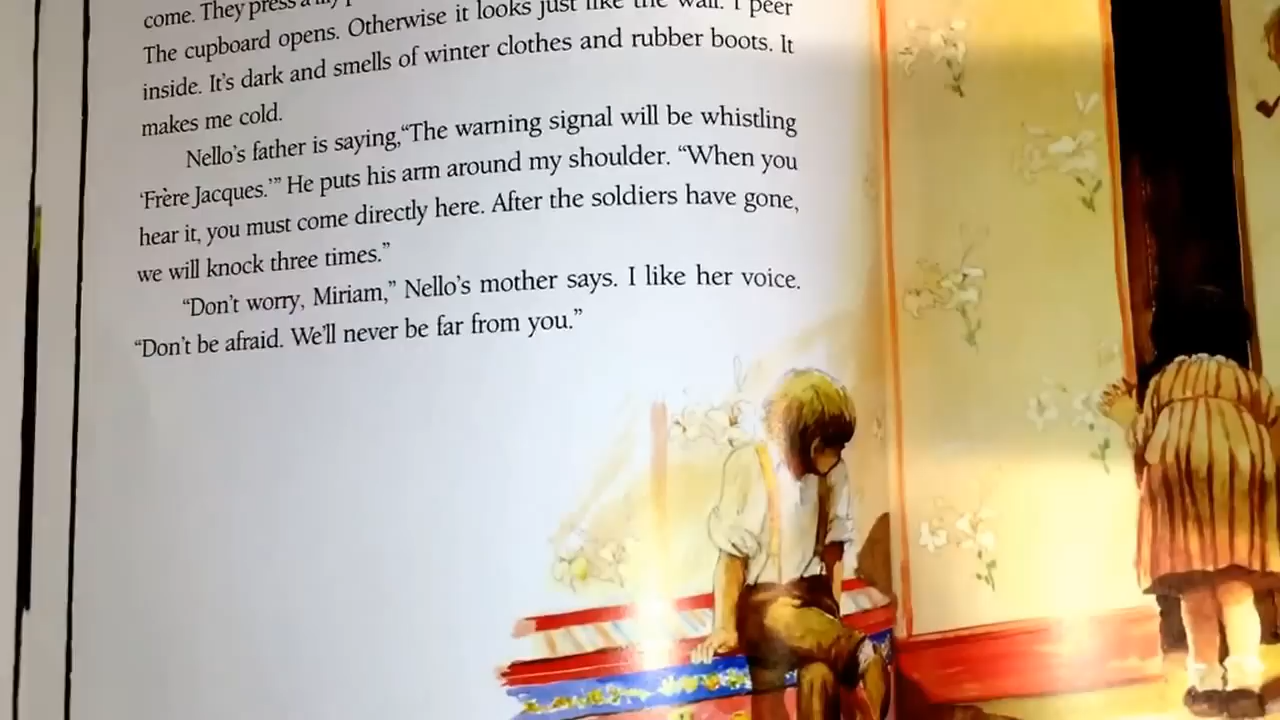 come. They press a
The cupboard opens. Otherwise it looks just like the wall. I peer
inside. It's dark and smells of winter clothes and rubber boots. It
makes me cold.
Nello's father is saying, “The warning signal will be whistling
‘Frère Jacques.’” He puts his arm around my shoulder. “When you
hear it, you must come directly here. After the soldiers have gone,
we will knock three times.”
“Don't worry, Miriam,” Nello's mother says. I like her voice.
“Don't be afraid. We'll never be far from you.”